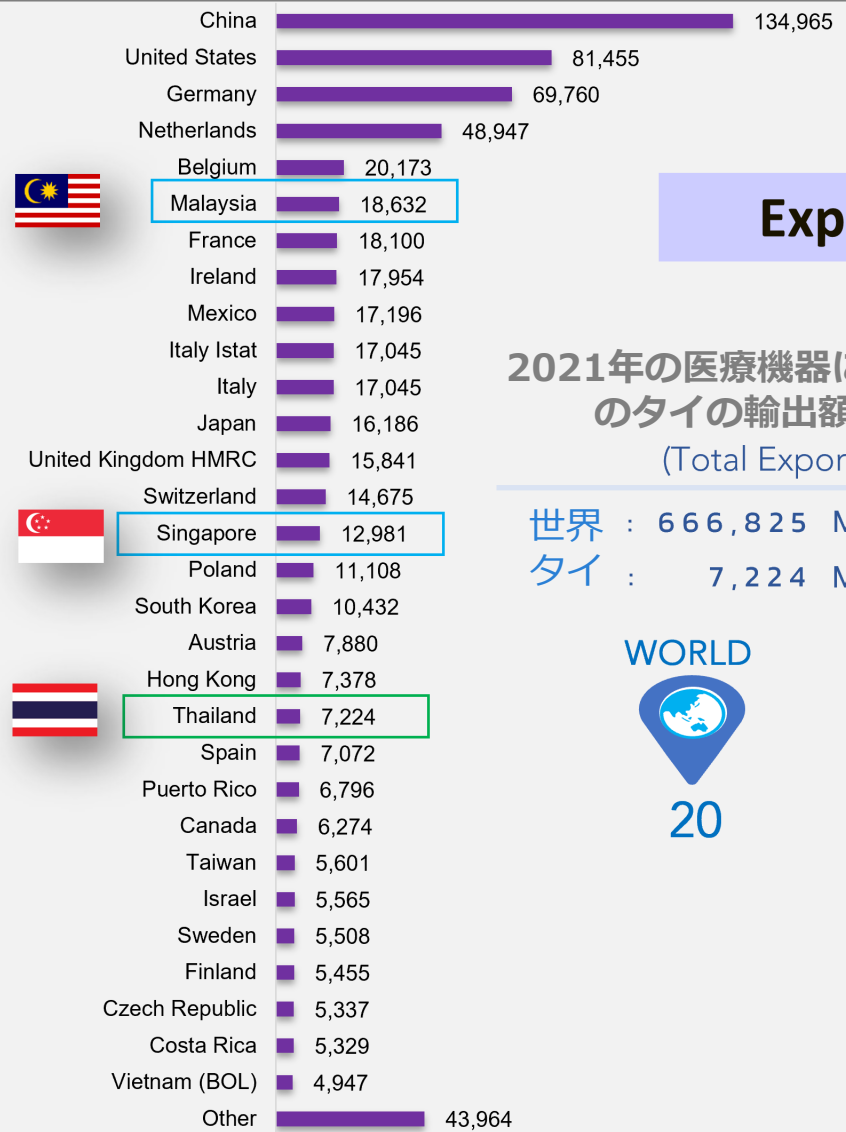 China 134,965
United States 81,455
Germany 69,760
Netherlands 48,947
Belgium 20,173
Malaysia 18,632
France 18,100
Ireland 17,954
Mexico 17,196
Italy Istat 17,045
Italy 17,045
Japan 16,186
United Kingdom HMRC 15,841
Switzerland 14,675
Singapore 12,981
Poland 11,108
South Korea 10,432
Austria 7,880
Hong Kong 7,378
Thailand 7,224
Spain 7,072
Puerto Rico 6,796
Canada 6,274
Taiwan 5,601
Israel 5,565
Sweden 5,508
Finland 5,455
Czech Republic 5,337
Costa Rica 5,329
Vietnam (BOL) 4,947
Other 43,964
Exp
2021年の医療機器に
のタイの輸出額
(Total Expor
世界 : 666,825 M
タイ : 7,224 M
WORLD
20